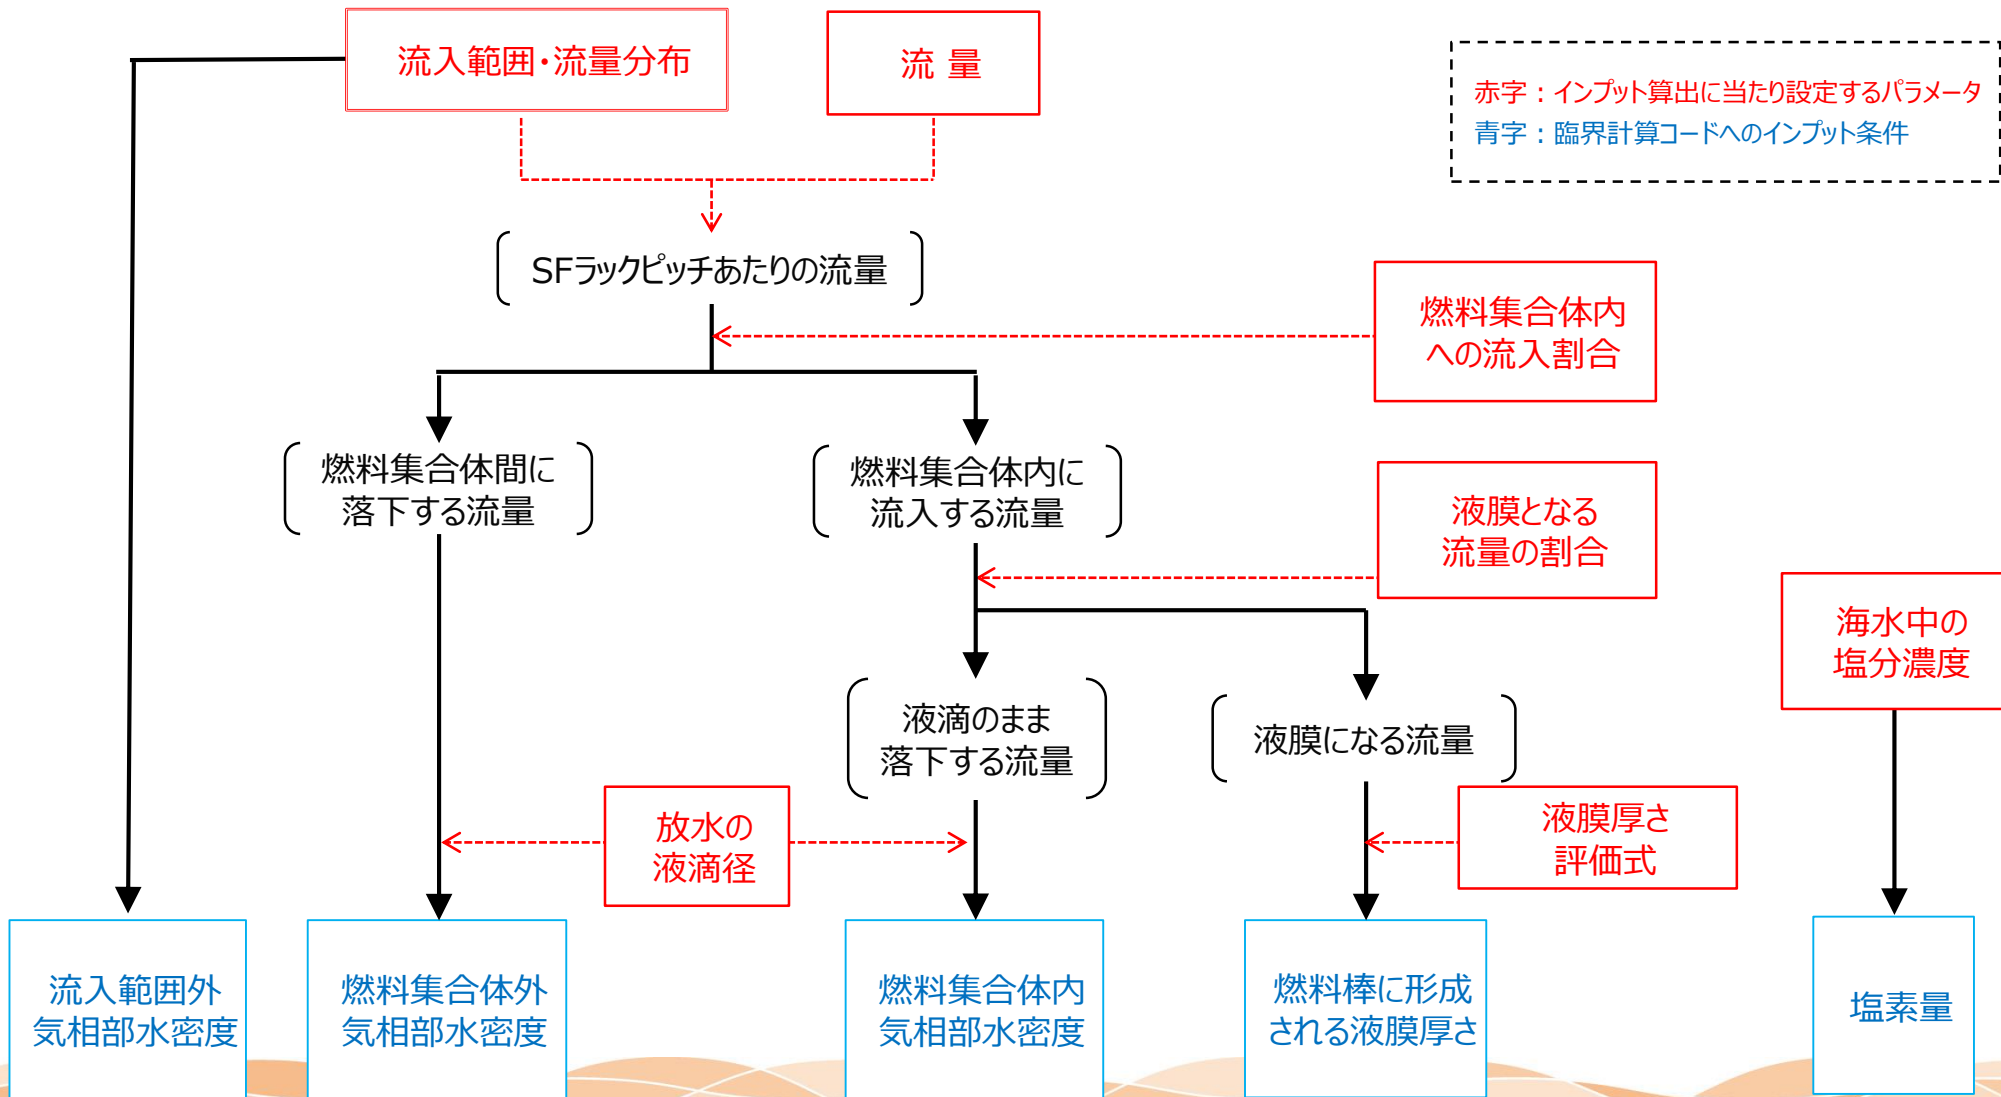 流入範囲・流量分布
流 量
赤字：インプット算出に当たり設定するパラメータ
青字：臨界計算コードへのインプット条件
SFラックピッチあたりの流量
燃料集合体内
への流入割合
燃料集合体間に
落下する流量
燃料集合体内に
流入する流量
液膜となる
流量の割合
海水中の
塩分濃度
液滴のまま
落下する流量
液膜になる流量
放水の
液滴径
液膜厚さ
評価式
流入範囲外
気相部水密度
燃料集合体外
気相部水密度
燃料集合体内
気相部水密度
燃料棒に形成
される液膜厚さ
塩素量